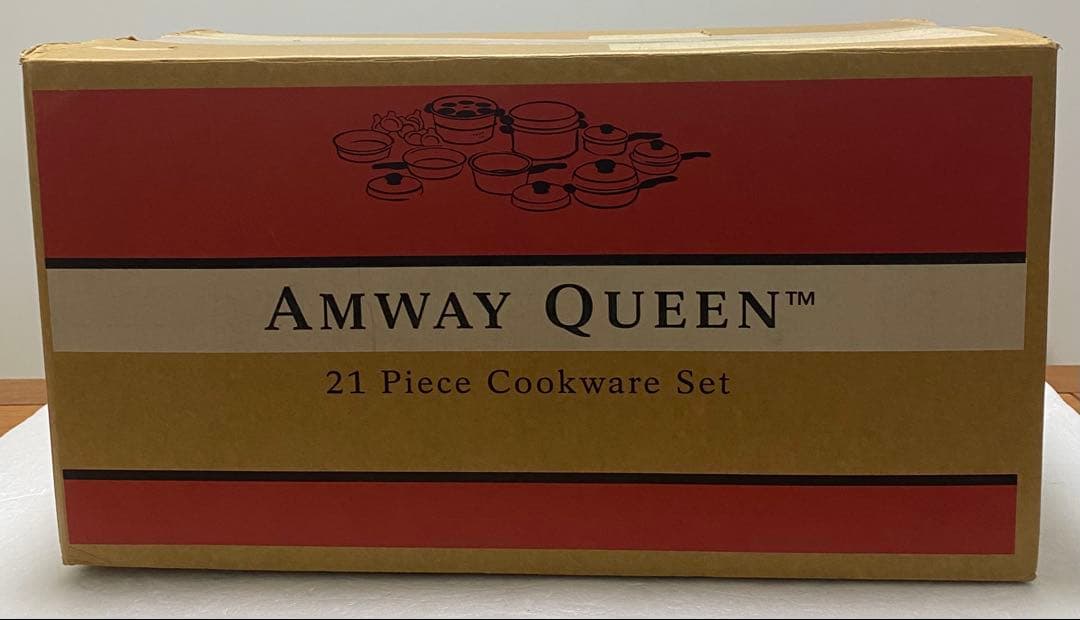 AMWAY QUEEN™
21 Piece Cookware Set